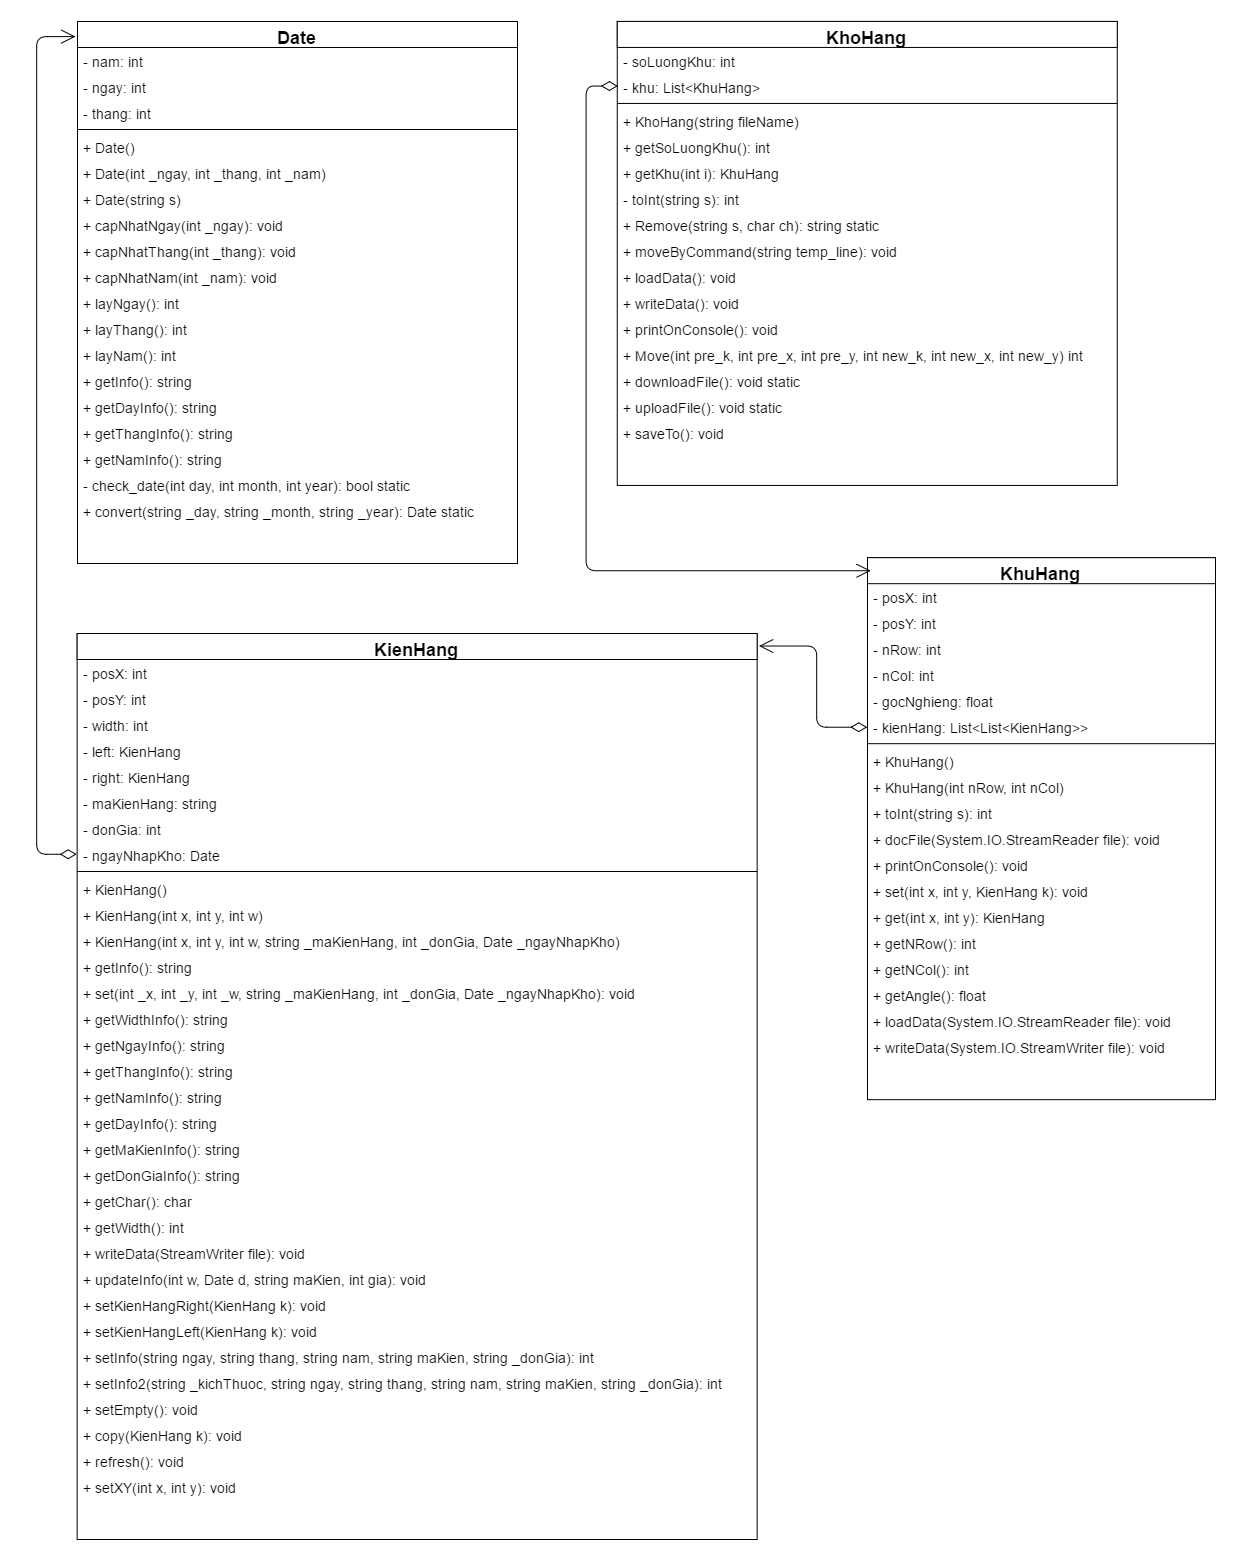 Date
- nam: int
- ngay: int
- thang: int
+ Date()
+ Date(int _ngay, int _thang, int _nam)
+ Date(string s)
+ capNhatNgay(int _ngay): void
+ capNhatThang(int _thang): void
+ capNhatNam(int _nam): void
+ layNgay(): int
+ layThang(): int
+ layNam(): int
+ getInfo(): string
+ getDayInfo(): string
+ getThangInfo(): string
+ getNamInfo(): string
- check_date(int day, int month, int year): bool static
+ convert(string _day, string _month, string _year): Date static
KhoHang
- soLuongKhu: int
- khu: List<KhuHang>
+ KhoHang(string fileName)
+ getSoLuongKhu(): int
+ getKhu(int i): KhuHang
- toInt(string s): int
+ Remove(string s, char ch): string static
+ moveByCommand(string temp_line): void
+ loadData(): void
+ writeData(): void
+ printOnConsole(): void
+ Move(int pre_k, int pre_x, int pre_y, int new_k, int new_x, int new_y) int
+ downloadFile(): void static
+ uploadFile(): void static
+ saveTo(): void
KhuHang
- posX: int
- posY: int
- nRow: int
- nCol: int
- gocNghieng: float
- kienHang: List<List<KienHang>>
+ KhuHang()
+ KhuHang(int nRow, int nCol)
+ toInt(string s): int
+ docFile(System.IO.StreamReader file): void
+ printOnConsole(): void
+ set(int x, int y, KienHang k): void
+ get(int x, int y): KienHang
+ getNRow(): int
+ getNCol(): int
+ getAngle(): float
+ loadData(System.IO.StreamReader file): void
+ writeData(System.IO.StreamWriter file): void
KienHang
- posX: int
- posY: int
- width: int
- left: KienHang
- right: KienHang
- maKienHang: string
- donGia: int
- ngayNhapKho: Date
+ KienHang()
+ KienHang(int x, int y, int w)
+ KienHang(int x, int y, int w, string _maKienHang, int _donGia, Date _ngayNhapKho)
+ getInfo(): string
+ set(int _x, int _y, int _w, string _maKienHang, int _donGia, Date _ngayNhapKho): void
+ getWidthInfo(): string
+ getNgayInfo(): string
+ getThangInfo(): string
+ getNamInfo(): string
+ getDayInfo(): string
+ getMaKienInfo(): string
+ getDonGiaInfo(): string
+ getChar(): char
+ getWidth(): int
+ writeData(StreamWriter file): void
+ updateInfo(int w, Date d, string maKien, int gia): void
+ setKienHangRight(KienHang k): void
+ setKienHangLeft(KienHang k): void
+ setInfo(string ngay, string thang, string nam, string maKien, string _donGia): int
+ setInfo2(string _kichThuoc, string ngay, string thang, string nam, string maKien, string _donGia): int
+ setEmpty(): void
+ copy(KienHang k): void
+ refresh(): void
+ setXY(int x, int y): void